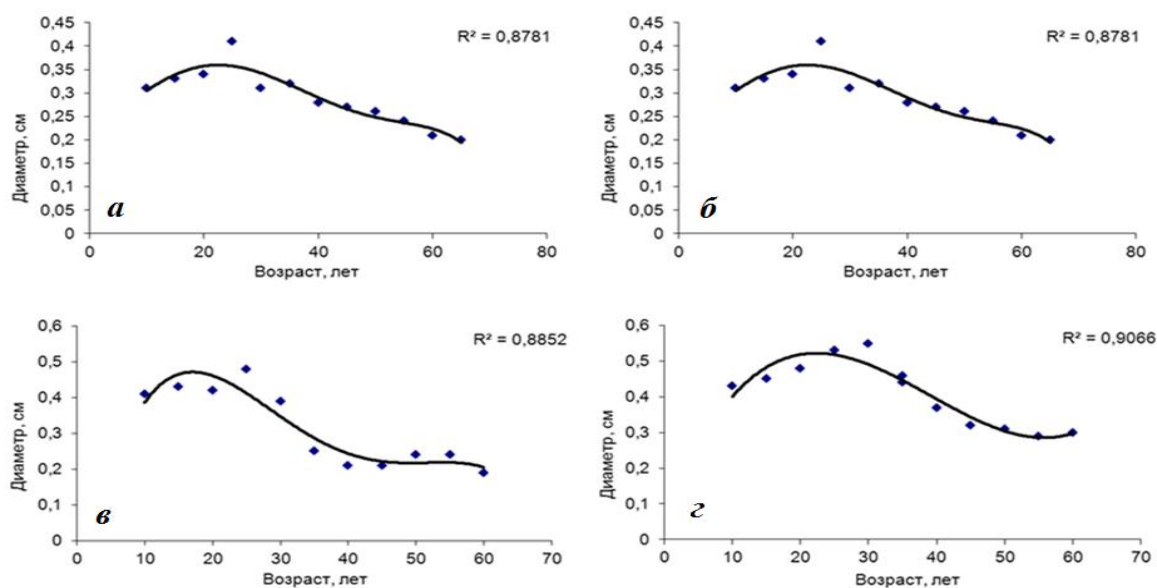 0,45
0,4
0,35
0,3
0,25
0,2
0,15
0,1
0,05
0
Диаметр, см
R² = 0,8781
а
0 20 40 60 80
Возраст, лет
0,45
0,4
0,35
0,3
0,25
0,2
0,15
0,1
0,05
0
Диаметр, см
R² = 0,8781
б
0 20 40 60 80
Возраст, лет
0,6
0,5
0,4
0,3
0,2
0,1
0
Диаметр, см
R² = 0,8852
в
0 10 20 30 40 50 60 70
Возраст, лет
0,6
0,5
0,4
0,3
0,2
0,1
0
Диаметр, см
R² = 0,9066
г
0 10 20 30 40 50 60 70
Возраст, лет